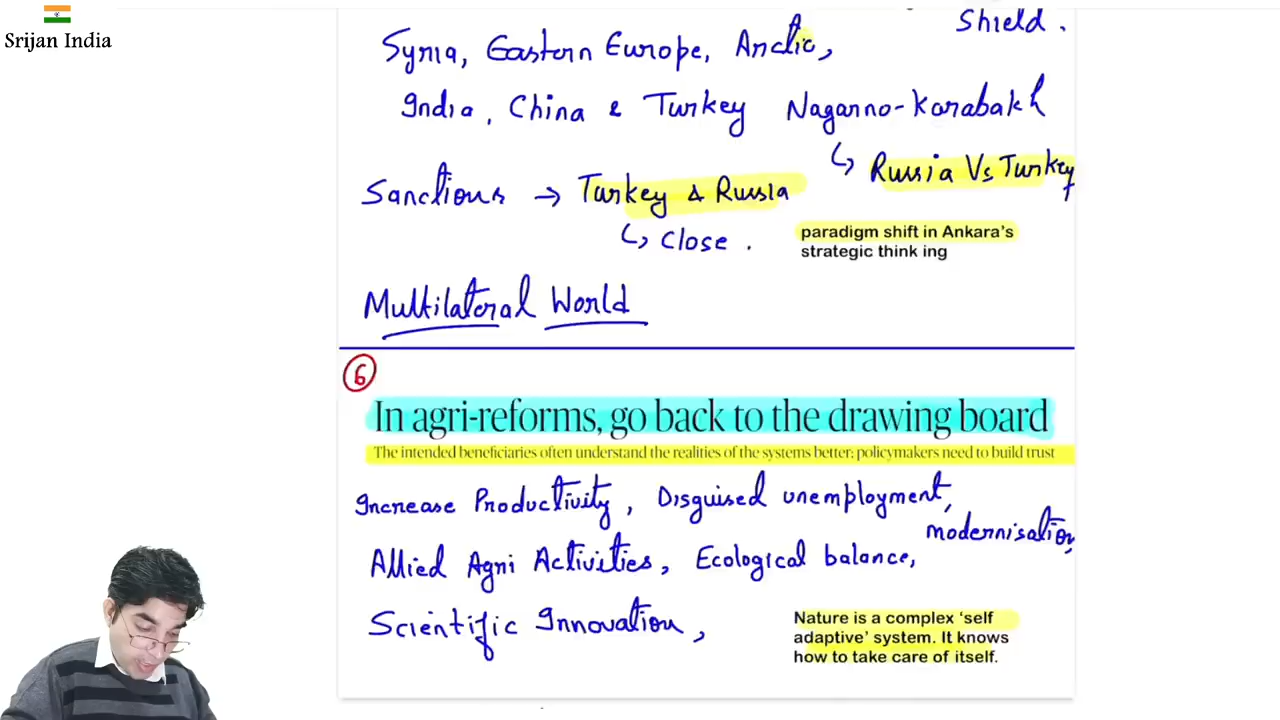 Srijan India
Shield.
Syria, Eastern Europe, Arctic,
India, China & Turkey Nagarno-Karabakh
↳ Russia Vs Turkey
Sanctions → Turkey & Russia
↳ Close.
paradigm shift in Ankara's
strategic think ing
Multilateral World
6
In agri-reforms, go back to the drawing board
The intended beneficiaries often understand the realities of the systems better; policymakers need to build trust
Increase Productivity, Disguised unemployment,
modernisation,
Allied Agri Activities, Ecological balance,
Scientific Innovation,
Nature is a complex 'self
adaptive' system. It knows
how to take care of itself.